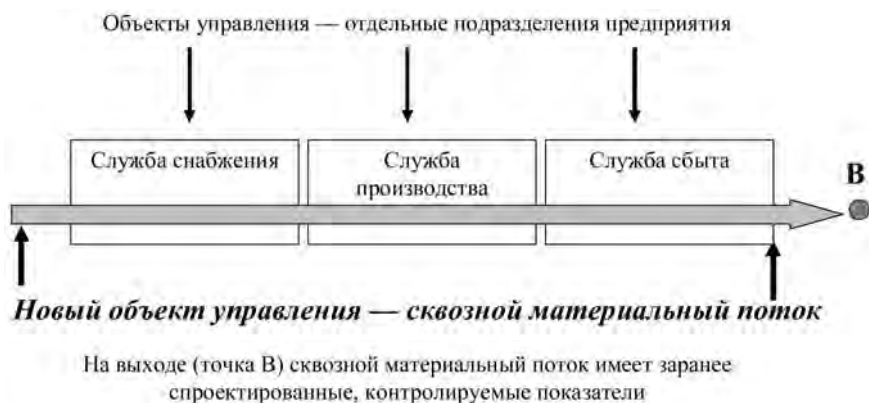 Объекты управления — отдельные подразделения предприятия
Служба снабжения
Служба
производства
Служба сбыта
В
Новый объект управления — сквозной материальный поток
На выходе (точка В) сквозной материальный поток имеет заранее
спроектированные, контролируемые показатели